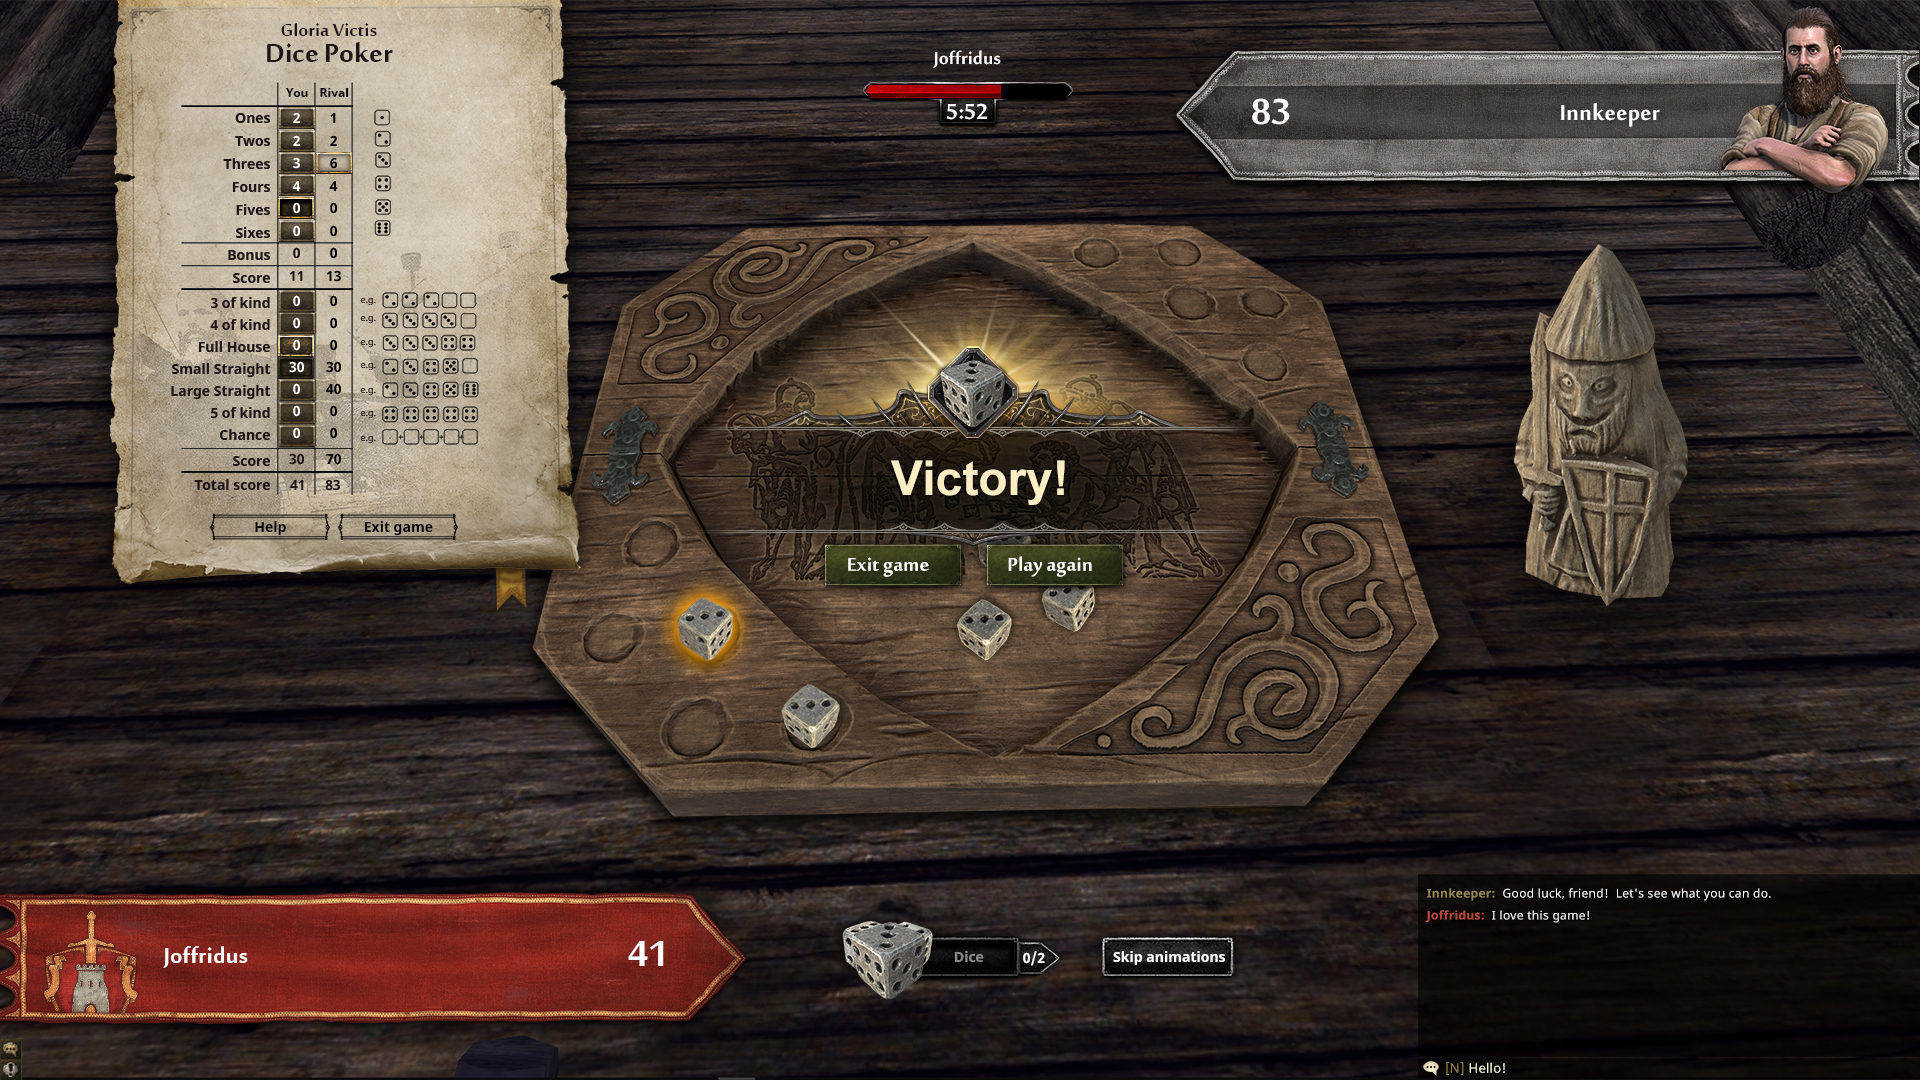 Gloria Victis
Dice Poker
You Rival
Ones 2 1
Twos 2 2
Threes 3 6
Fours 4 4
Fives 0 0
Sixes 0 0
Bonus 0 0
Score 11 13
3 of kind 0 0 e.g.
4 of kind 0 0 e.g.
Full House 0 0 e.g.
Small Straight 30 30 e.g.
Large Straight 0 40 e.g.
5 of kind 0 0 e.g.
Chance 0 0 e.g.
Score 30 70
Total score 41 83
Help Exit game
Joffridus
5:52
83 Innkeeper
Victory!
Exit game Play again
Joffridus 41
Dice 0/2
Skip animations
Innkeeper: Good luck, friend! Let's see what you can do.
Joffridus: I love this game!
[N] Hello!